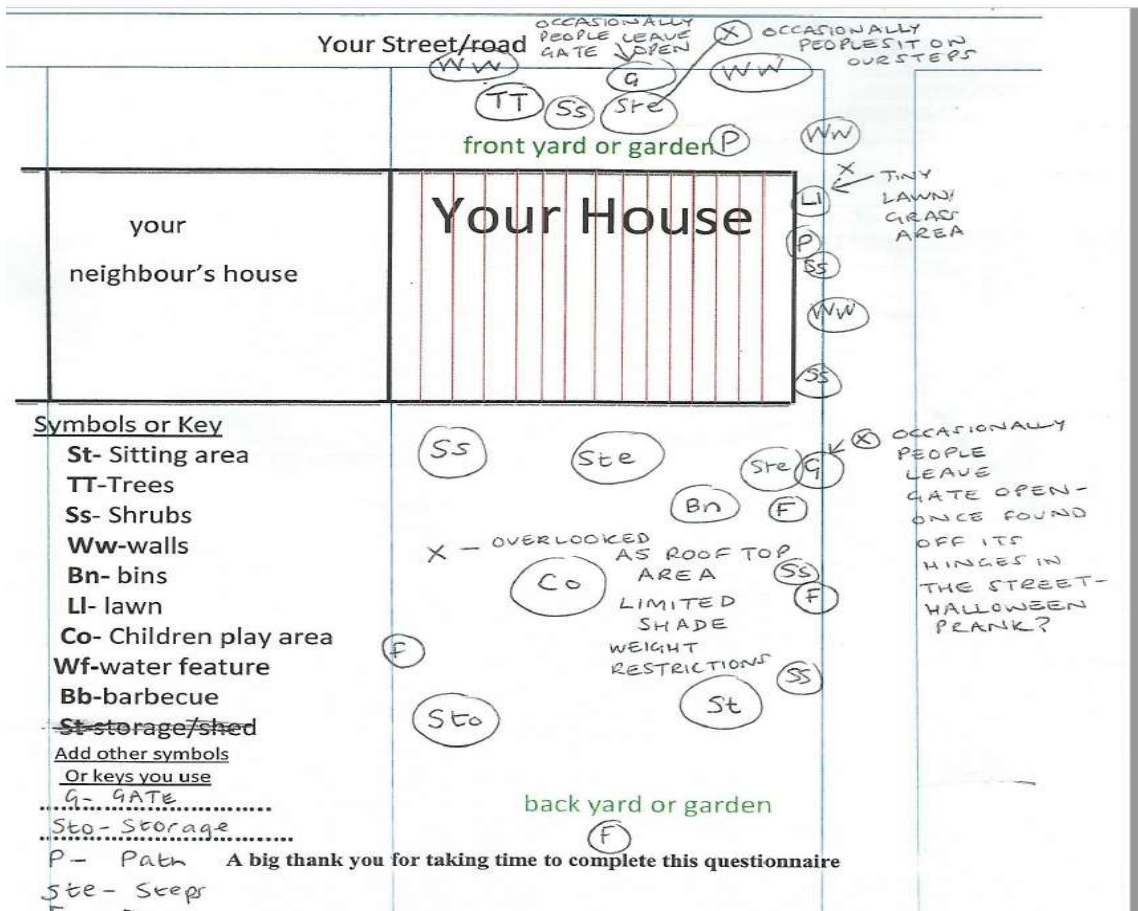 OCCASIONALLY
PEOPLE LEAVE
GATE OPEN
X OCCASIONALLY
PEOPLE SIT ON
OUR STEPS
Your Street/road
WW
G
WW
TT
Ss
Ste
front yard or garden
P
Ww
X
TINY
LAWN/
GRASS
AREA
Ll
your
neighbour's house
Your House
P
Ss
Ww
Ss
Symbols or Key
St- Sitting area
TT-Trees
Ss- Shrubs
Ww-walls
Bn- bins
Ll- lawn
Co- Children play area
Wf-water feature
Bb-barbecue
St-storage/shed
Add other symbols
Or keys you use
G- GATE
Sto- Storage
P- Path
Ste- Steps
SS
Ste
Ste
G
X OCCASIONALLY
PEOPLE
LEAVE
GATE OPEN-
ONCE FOUND
OFF ITS
HINGES IN
THE STREET-
HALLOWEEN
PRANK?
Bn
F
X - OVERLOOKED
AS ROOF TOP
AREA
LIMITED
SHADE
WEIGHT
RESTRICTIONS
Co
Ss
F
F
Ss
Sto
St
back yard or garden
F
A big thank you for taking time to complete this questionnaire